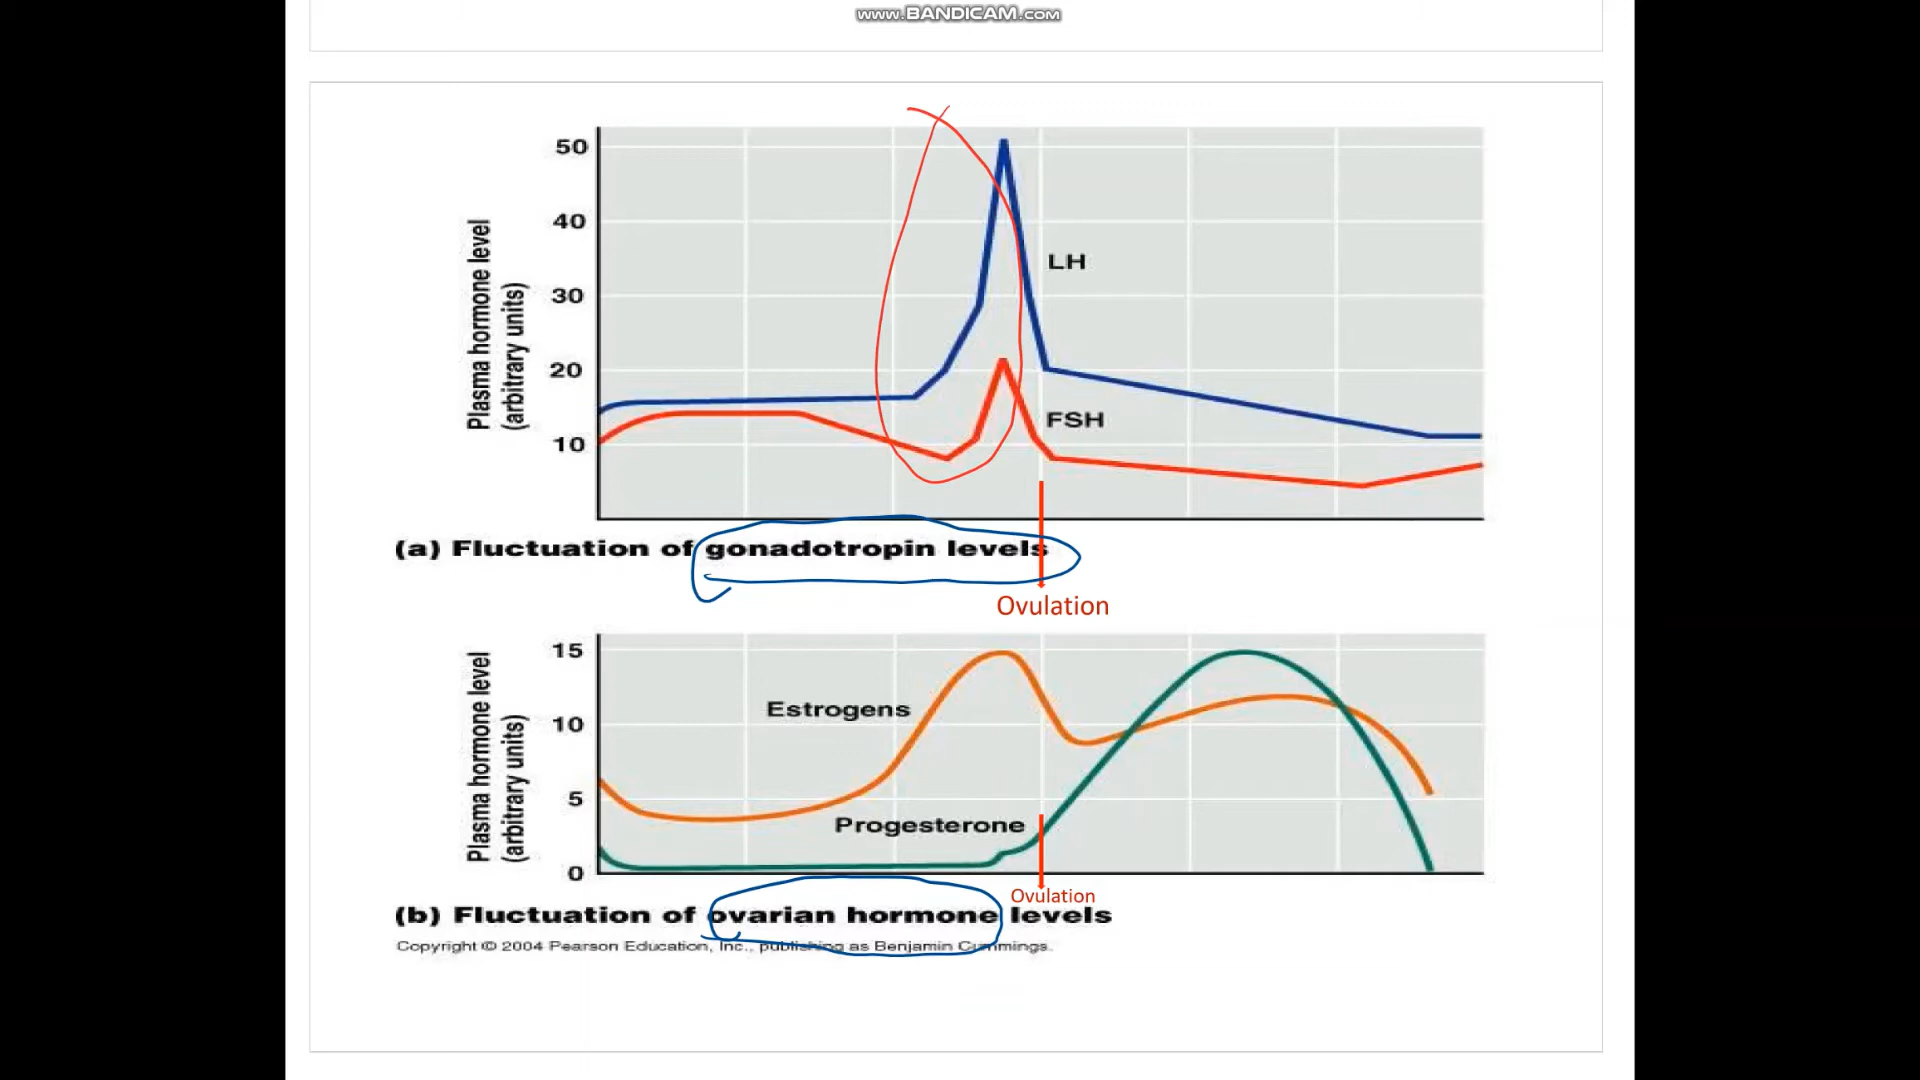 www.BANDICAM.com
50
40
30
20
10
Plasma hormone level
(arbitrary units)
LH
FSH
(a) Fluctuation of gonadotropin levels
Ovulation
15
10
5
0
Plasma hormone level
(arbitrary units)
Estrogens
Progesterone
Ovulation
(b) Fluctuation of ovarian hormone levels
Copyright © 2004 Pearson Education, Inc., publishing as Benjamin Cummings.